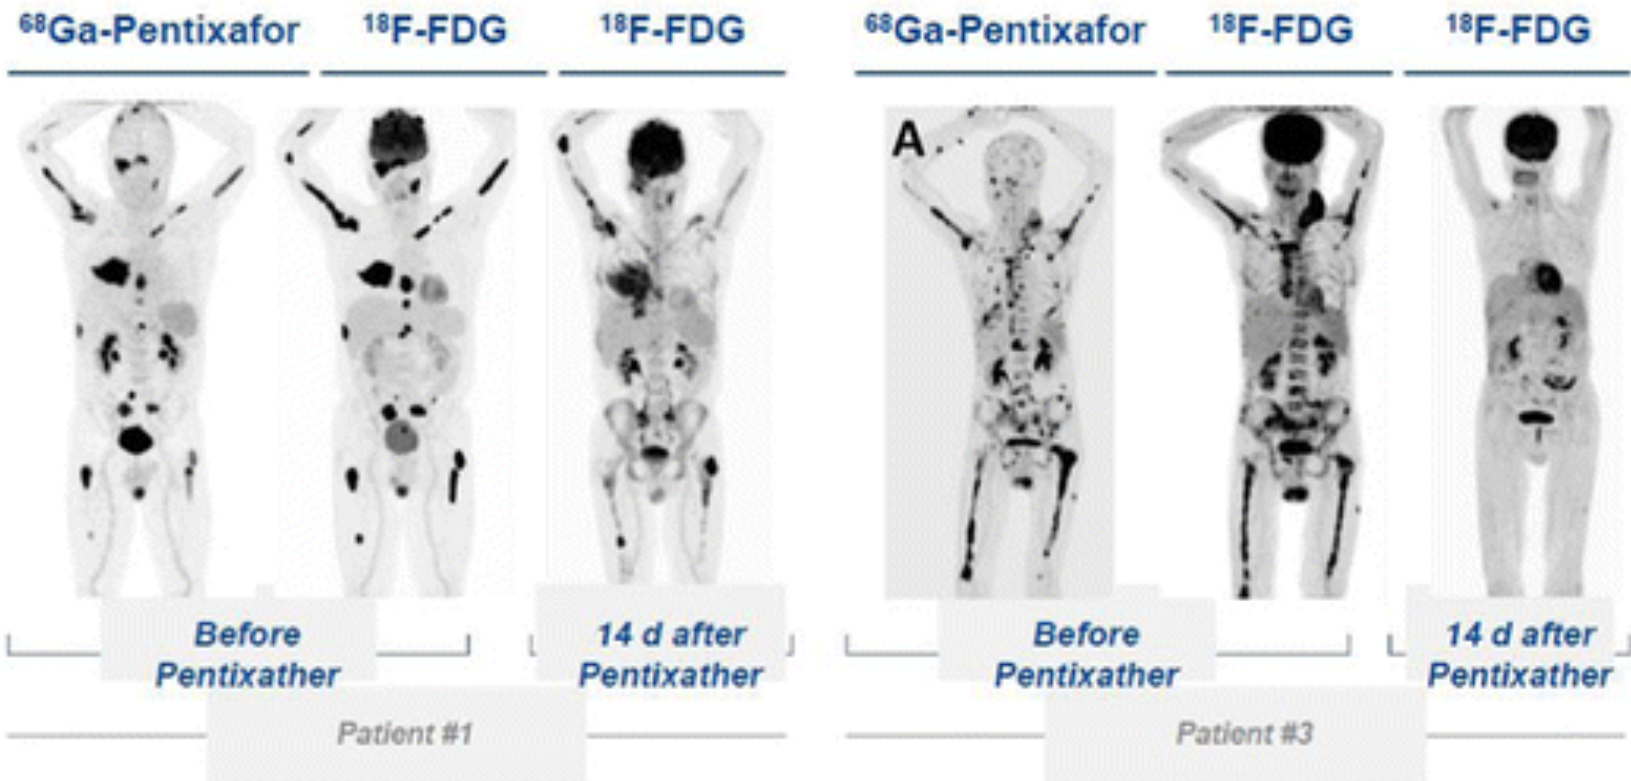 ⁶⁸Ga-Pentixafor
¹⁸F-FDG
¹⁸F-FDG
⁶⁸Ga-Pentixafor
¹⁸F-FDG
¹⁸F-FDG
A
Before
Pentixather
14 d after
Pentixather
Before
Pentixather
14 d after
Pentixather
Patient #1
Patient #3